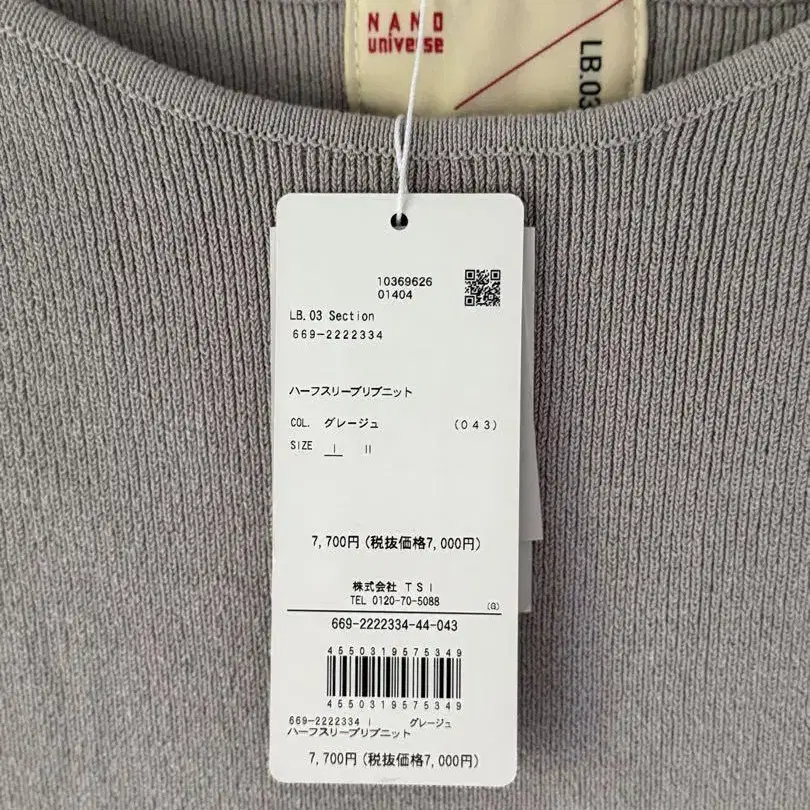 NANO
universe
LB.03
10369626
01404
LB.03 Section
669-2222334
ハーフスリーブリブニット
COL. グレージュ (043)
SIZE Ⅰ Ⅱ
7,700円(税抜価格7,000円)
株式会社 TSI
TEL 0120-70-5088
(G)
669-2222334-44-043
4550319575349
4550319575349
669-2222334 Ⅰ グレージュ
ハーフスリーブリブニット
7,700円(税抜価格7,000円)